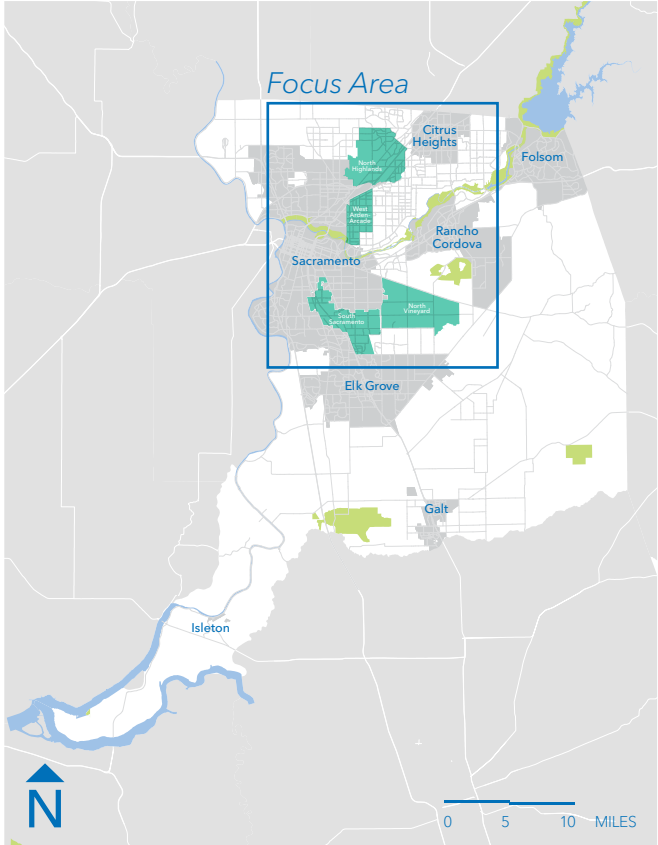 Focus Area
Citrus
Heights
Folsom
North
Highlands
West
Arden-
Arcade
Rancho
Cordova
Sacramento
North
Vineyard
South
Sacramento
Elk Grove
Galt
Isleton
N
0 5 10 MILES